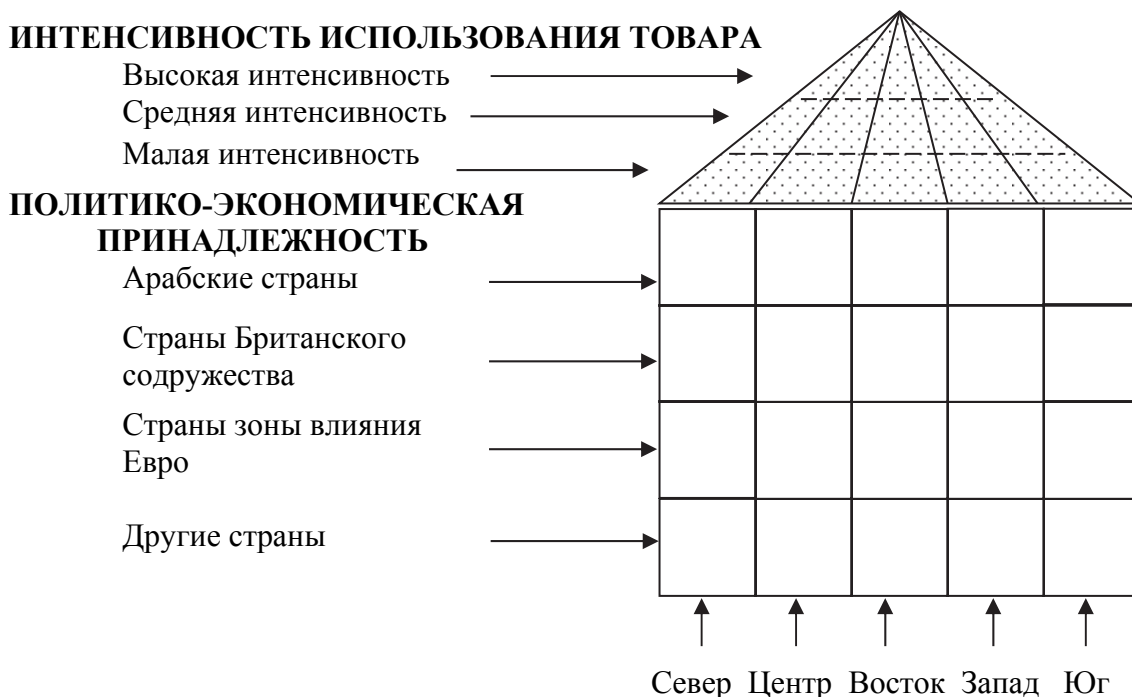 ИНТЕНСИВНОСТЬ ИСПОЛЬЗОВАНИЯ ТОВАРА
Высокая интенсивность
Средняя интенсивность
Малая интенсивность
ПОЛИТИКО-ЭКОНОМИЧЕСКАЯ
ПРИНАДЛЕЖНОСТЬ
Арабские страны
Страны Британского
содружества
Страны зоны влияния
Евро
Другие страны
Север Центр Восток Запад Юг